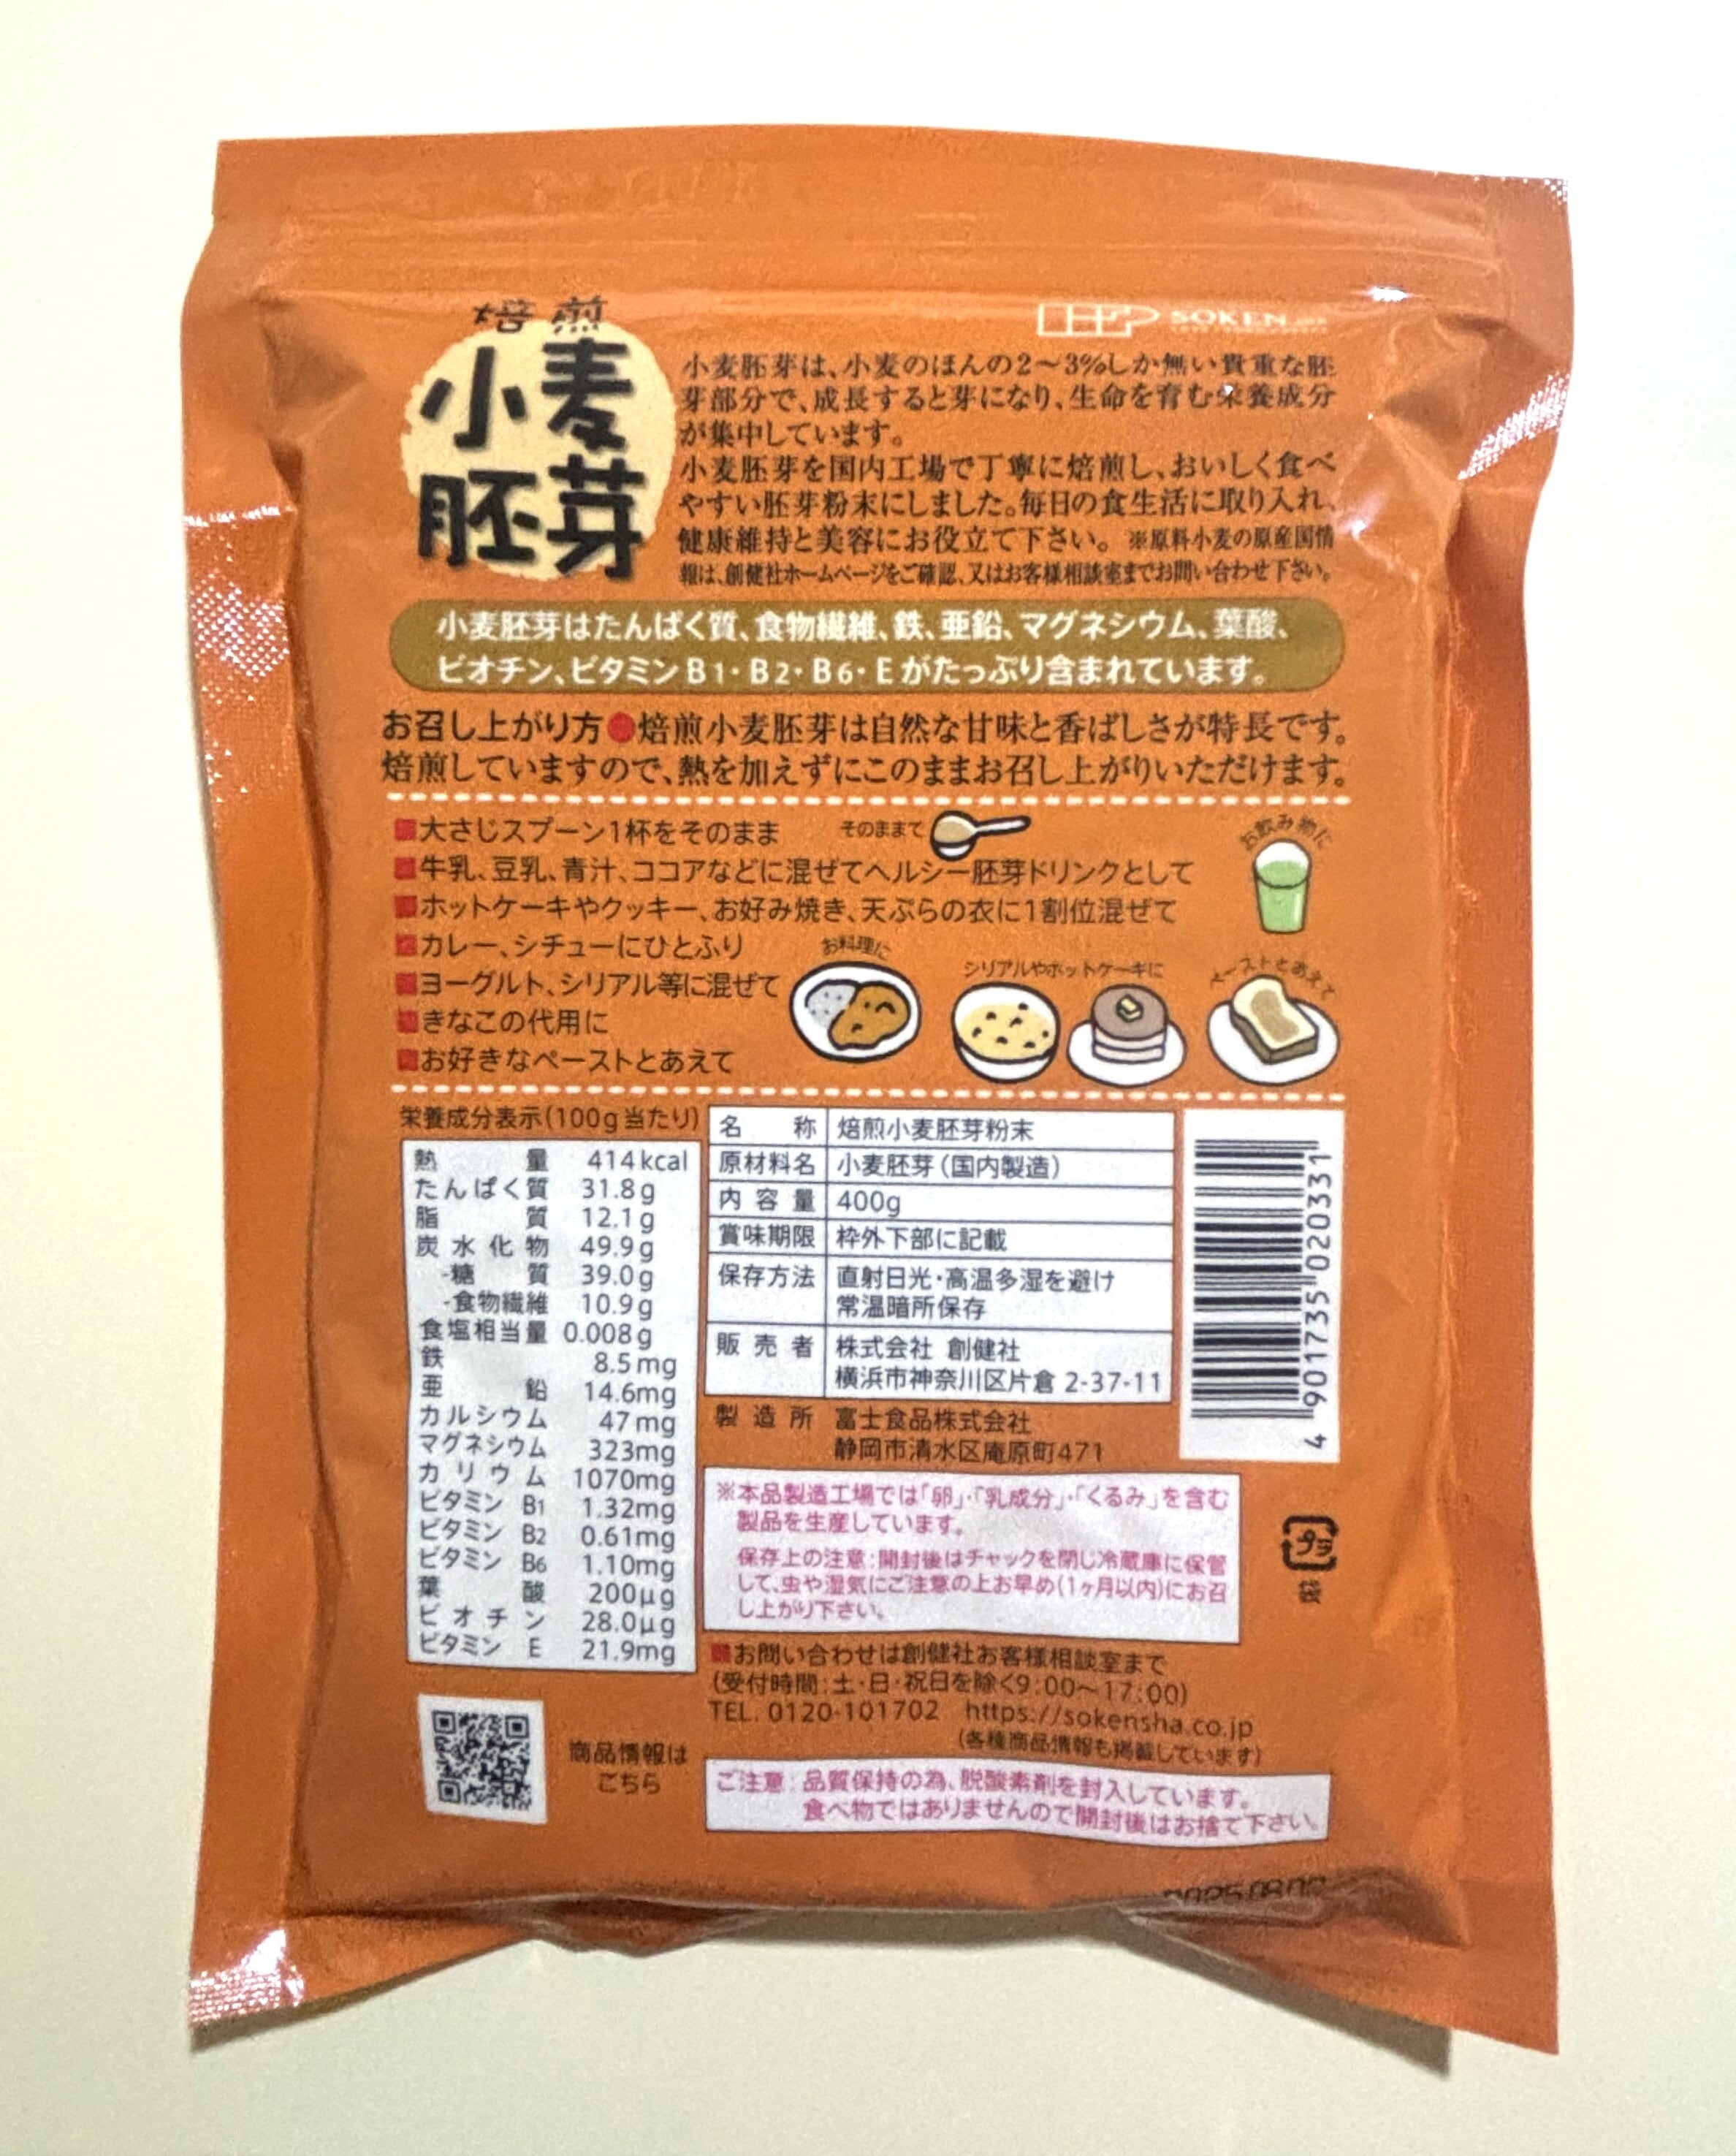 焙煎
小麦
胚芽
SOKEN
小麦胚芽は、小麦のほんの2～3%しか無い貴重な胚
芽部分で、成長すると芽になり、生命を育む栄養成分
が集中しています。
小麦胚芽を国内工場で丁寧に焙煎し、おいしく食べ
やすい胚芽粉末にしました。毎日の食生活に取り入れ、
健康維持と美容にお役立て下さい。※原料小麦の原産国情
報は、創健社ホームページをご確認、又はお客様相談室までお問い合わせ下さい。
小麦胚芽はたんぱく質、食物繊維、鉄、亜鉛、マグネシウム、葉酸、
ビオチン、ビタミンB1・B2・B6・Eがたっぷり含まれています。
お召し上がり方●焙煎小麦胚芽は自然な甘味と香ばしさが特長です。
焙煎していますので、熱を加えずにこのままお召し上がりいただけます。
■大さじスプーン1杯をそのまま
そのままで
お飲み物に
■牛乳、豆乳、青汁、ココアなどに混ぜてヘルシー胚芽ドリンクとして
■ホットケーキやクッキー、お好み焼き、天ぷらの衣に1割位混ぜて
■カレー、シチューにひとふり
お料理に
シリアルやホットケーキに
ペーストとあえて
■ヨーグルト、シリアル等に混ぜて
■きなこの代用に
■お好きなペーストとあえて
栄養成分表示(100g当たり)
熱量 414kcal
たんぱく質 31.8g
脂質 12.1g
炭水化物 49.9g
-糖質 39.0g
-食物繊維 10.9g
食塩相当量 0.008g
鉄 8.5mg
亜鉛 14.6mg
カルシウム 47mg
マグネシウム 323mg
カリウム 1070mg
ビタミン B1 1.32mg
ビタミン B2 0.61mg
ビタミン B6 1.10mg
葉酸 200μg
ビオチン 28.0μg
ビタミン E 21.9mg
名称 焙煎小麦胚芽粉末
原材料名 小麦胚芽(国内製造)
内容量 400g
賞味期限 枠外下部に記載
保存方法 直射日光・高温多湿を避け
常温暗所保存
販売者 株式会社 創健社
横浜市神奈川区片倉 2-37-11
製造所 富士食品株式会社
静岡市清水区庵原町471
4 901735 020331
※本品製造工場では「卵」・「乳成分」・「くるみ」を含む
製品を生産しています。
保存上の注意:開封後はチャックを閉じ冷蔵庫に保管
して、虫や湿気にご注意の上お早め(1ヶ月以内)にお召
し上がり下さい。
プラ
袋
■お問い合わせは創健社お客様相談室まで
(受付時間:土・日・祝日を除く9:00～17:00)
TEL. 0120-101702 https://sokensha.co.jp
(各種商品情報も掲載しています)
商品情報は
こちら
ご注意:品質保持の為、脱酸素剤を封入しています。
食べ物ではありませんので開封後はお捨て下さい。